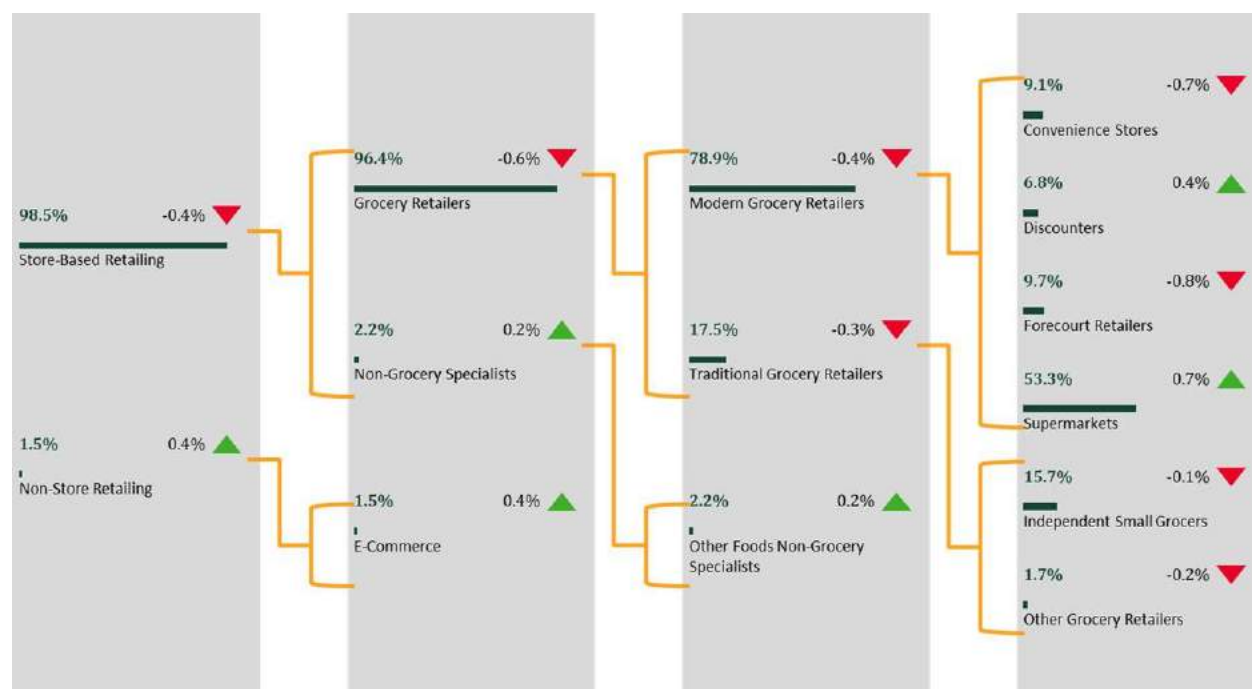 98.5% -0.4%
Store-Based Retailing
1.5% 0.4%
Non-Store Retailing
96.4% -0.6%
Grocery Retailers
2.2% 0.2%
Non-Grocery Specialists
1.5% 0.4%
E-Commerce
78.9% -0.4%
Modern Grocery Retailers
17.5% -0.3%
Traditional Grocery Retailers
2.2% 0.2%
Other Foods Non-Grocery
Specialists
9.1% -0.7%
Convenience Stores
6.8% 0.4%
Discounters
9.7% -0.8%
Forecourt Retailers
53.3% 0.7%
Supermarkets
15.7% -0.1%
Independent Small Grocers
1.7% -0.2%
Other Grocery Retailers